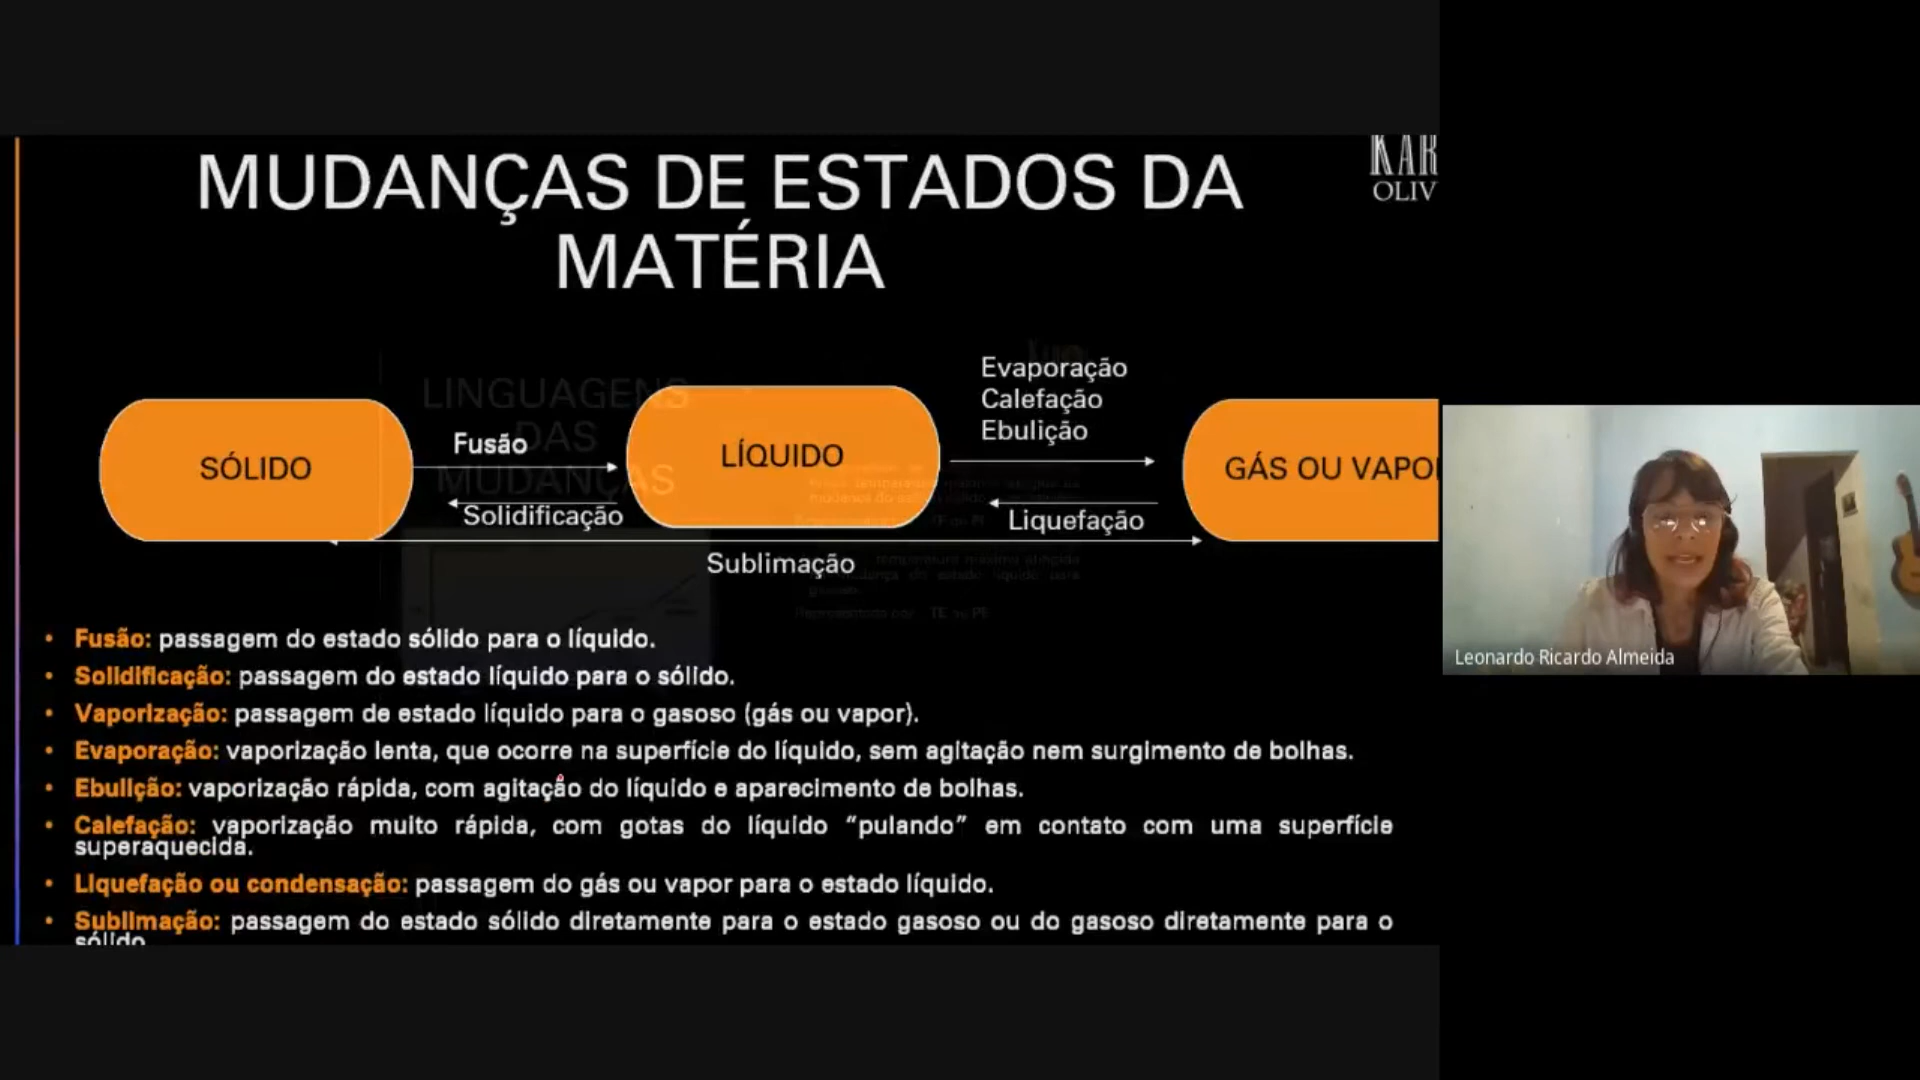 MUDANÇAS DE ESTADOS DA
MATÉRIA
KAR
OLIV
Evaporação
Calefação
Ebulição
LINGUAGENS
DAS
MUDANÇAS
SÓLIDO
Fusão
LÍQUIDO
GÁS OU VAPO
Solidificação
Liquefação
Sublimação
• Fusão: passagem do estado sólido para o líquido.
• Solidificação: passagem do estado líquido para o sólido.
• Vaporização: passagem de estado líquido para o gasoso (gás ou vapor).
• Evaporação: vaporização lenta, que ocorre na superfície do líquido, sem agitação nem surgimento de bolhas.
• Ebulição: vaporização rápida, com agitação do líquido e aparecimento de bolhas.
• Calefação: vaporização muito rápida, com gotas do líquido “pulando” em contato com uma superfície
superaquecida.
• Liquefação ou condensação: passagem do gás ou vapor para o estado líquido.
• Sublimação: passagem do estado sólido diretamente para o estado gasoso ou do gasoso diretamente para o
sólido
Leonardo Ricardo Almeida